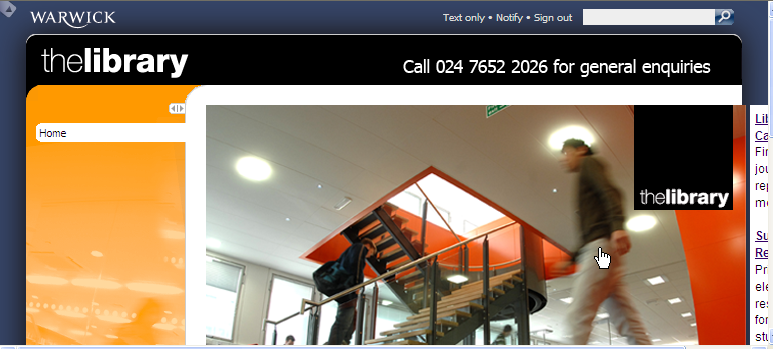 WARWICK
Text only • Notify • Sign out
thelibrary
Call 024 7652 2026 for general enquiries
Home
thelibrary